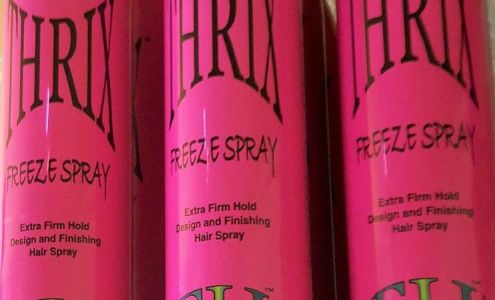 THRIX
FREEZE SPRAY
Extra Firm Hold
Design and Finishing
Hair Spray
THRIX
FREEZE SPRAY
Extra Firm Hold
Design and Finishing
Hair Spray
THRIX
FREEZE SPRAY
Extra Firm Hold
Design and Finishing
Hair Spray